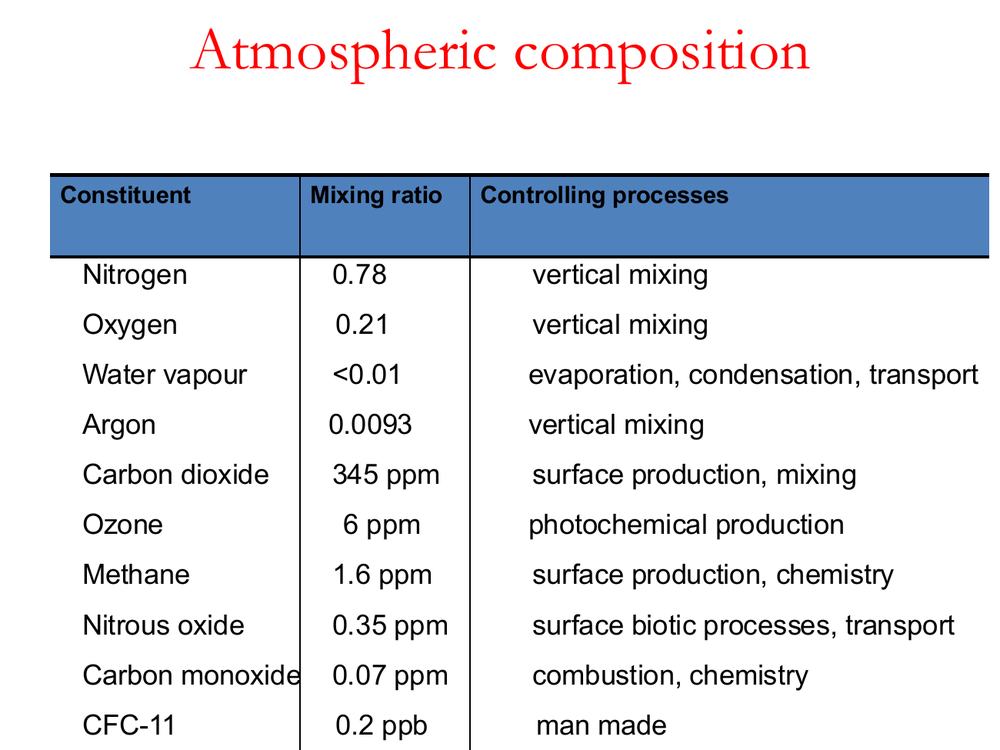 Atmospheric composition
Constituent Mixing ratio Controlling processes
Nitrogen 0.78 vertical mixing
Oxygen 0.21 vertical mixing
Water vapour <0.01 evaporation, condensation, transport
Argon 0.0093 vertical mixing
Carbon dioxide 345 ppm surface production, mixing
Ozone 6 ppm photochemical production
Methane 1.6 ppm surface production, chemistry
Nitrous oxide 0.35 ppm surface biotic processes, transport
Carbon monoxide 0.07 ppm combustion, chemistry
CFC-11 0.2 ppb man made